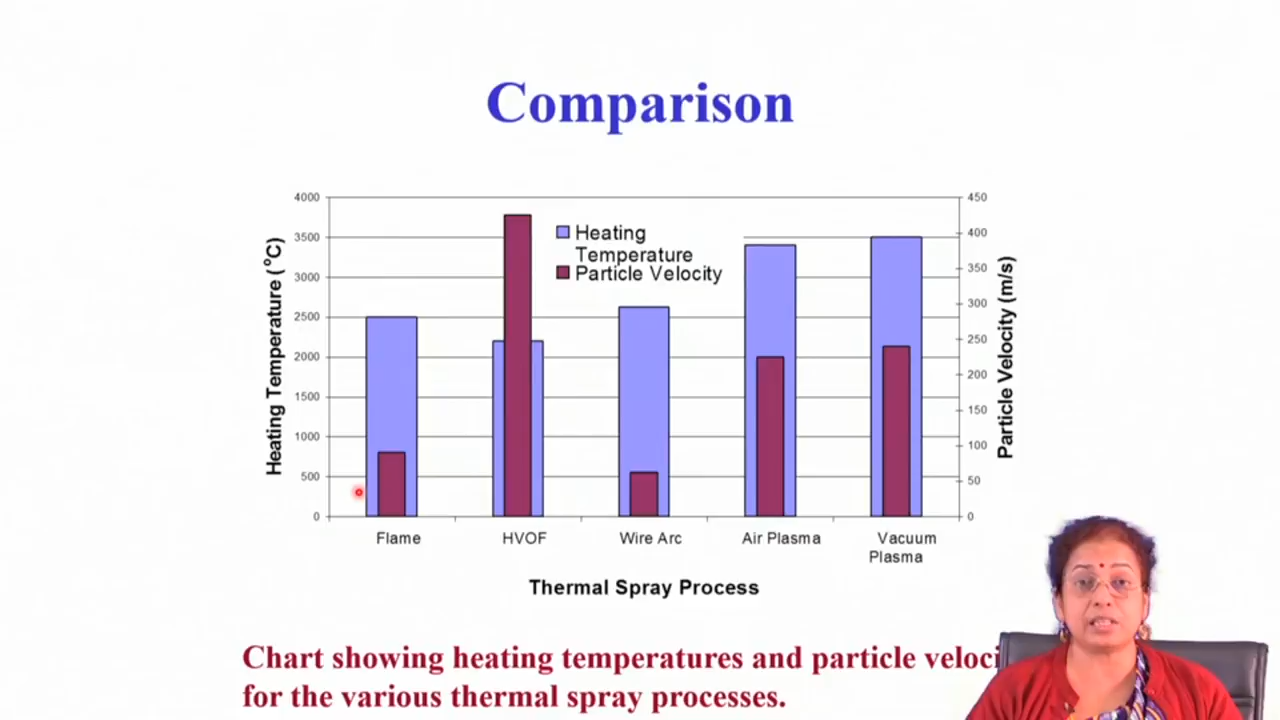 Comparison
4000
3500
3000
2500
2000
1500
1000
500
0
Heating Temperature (°C)
Heating
Temperature
Particle Velocity
450
400
350
300
250
200
150
100
50
0
Particle Velocity (m/s)
Flame
HVOF
Wire Arc
Air Plasma
Vacuum
Plasma
Thermal Spray Process
Chart showing heating temperatures and particle veloci
for the various thermal spray processes.